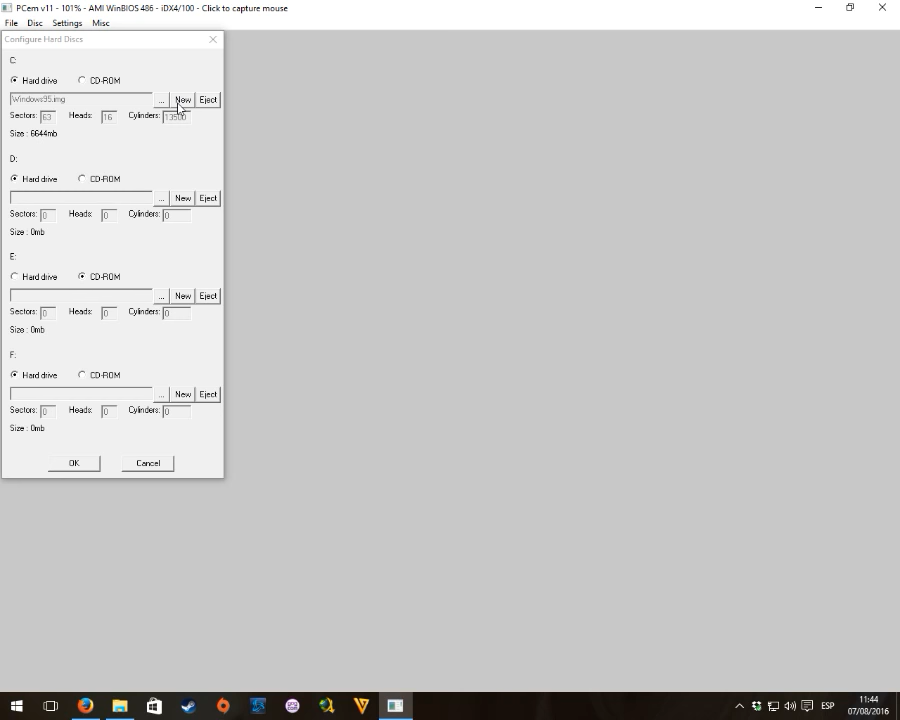 PCem v11 - 101% - AMI WinBIOS 486 - iDX4/100 - Click to capture mouse
File Disc Settings Misc
Configure Hard Discs
C:
Hard drive CD-ROM
\Windows95.img ... New Eject
Sectors: 63 Heads: 16 Cylinders: 13500
Size : 6644mb
D:
Hard drive CD-ROM
... New Eject
Sectors: 0 Heads: 0 Cylinders: 0
Size : 0mb
E:
Hard drive CD-ROM
... New Eject
Sectors: 0 Heads: 0 Cylinders: 0
Size : 0mb
F:
Hard drive CD-ROM
... New Eject
Sectors: 0 Heads: 0 Cylinders: 0
Size : 0mb
OK Cancel
ESP
11:44
07/08/2016